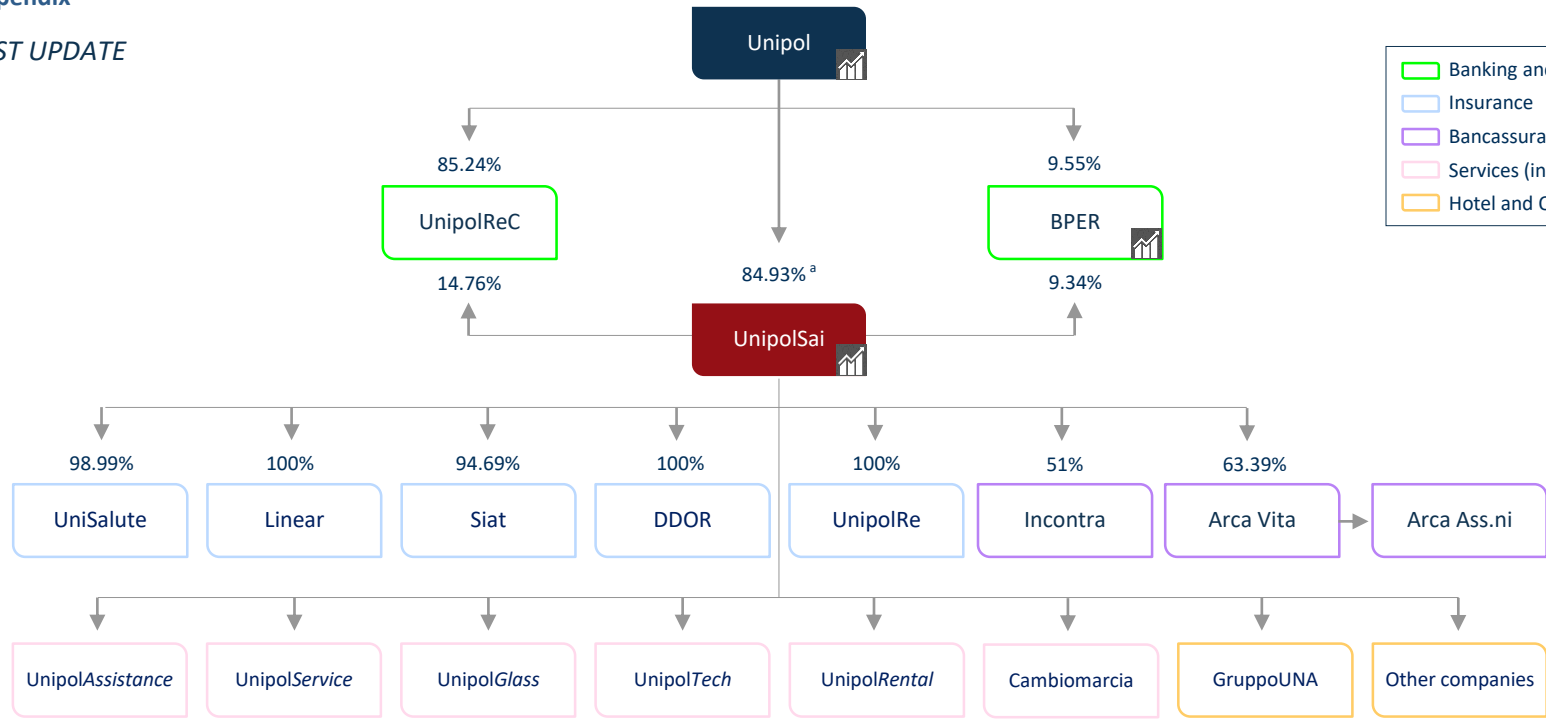 pendix
ST UPDATE
Unipol
Banking an
Insurance
Bancassura
Services (in
Hotel and
85.24%
9.55%
UnipolReC
BPER
14.76%
84.93% a
9.34%
UnipolSai
98.99%
100%
94.69%
100%
100%
51%
63.39%
UniSalute
Linear
Siat
DDOR
UnipolRe
Incontra
Arca Vita
Arca Ass.ni
UnipolAssistance
UnipolService
UnipolGlass
UnipolTech
UnipolRental
Cambiomarcia
GruppoUNA
Other companies